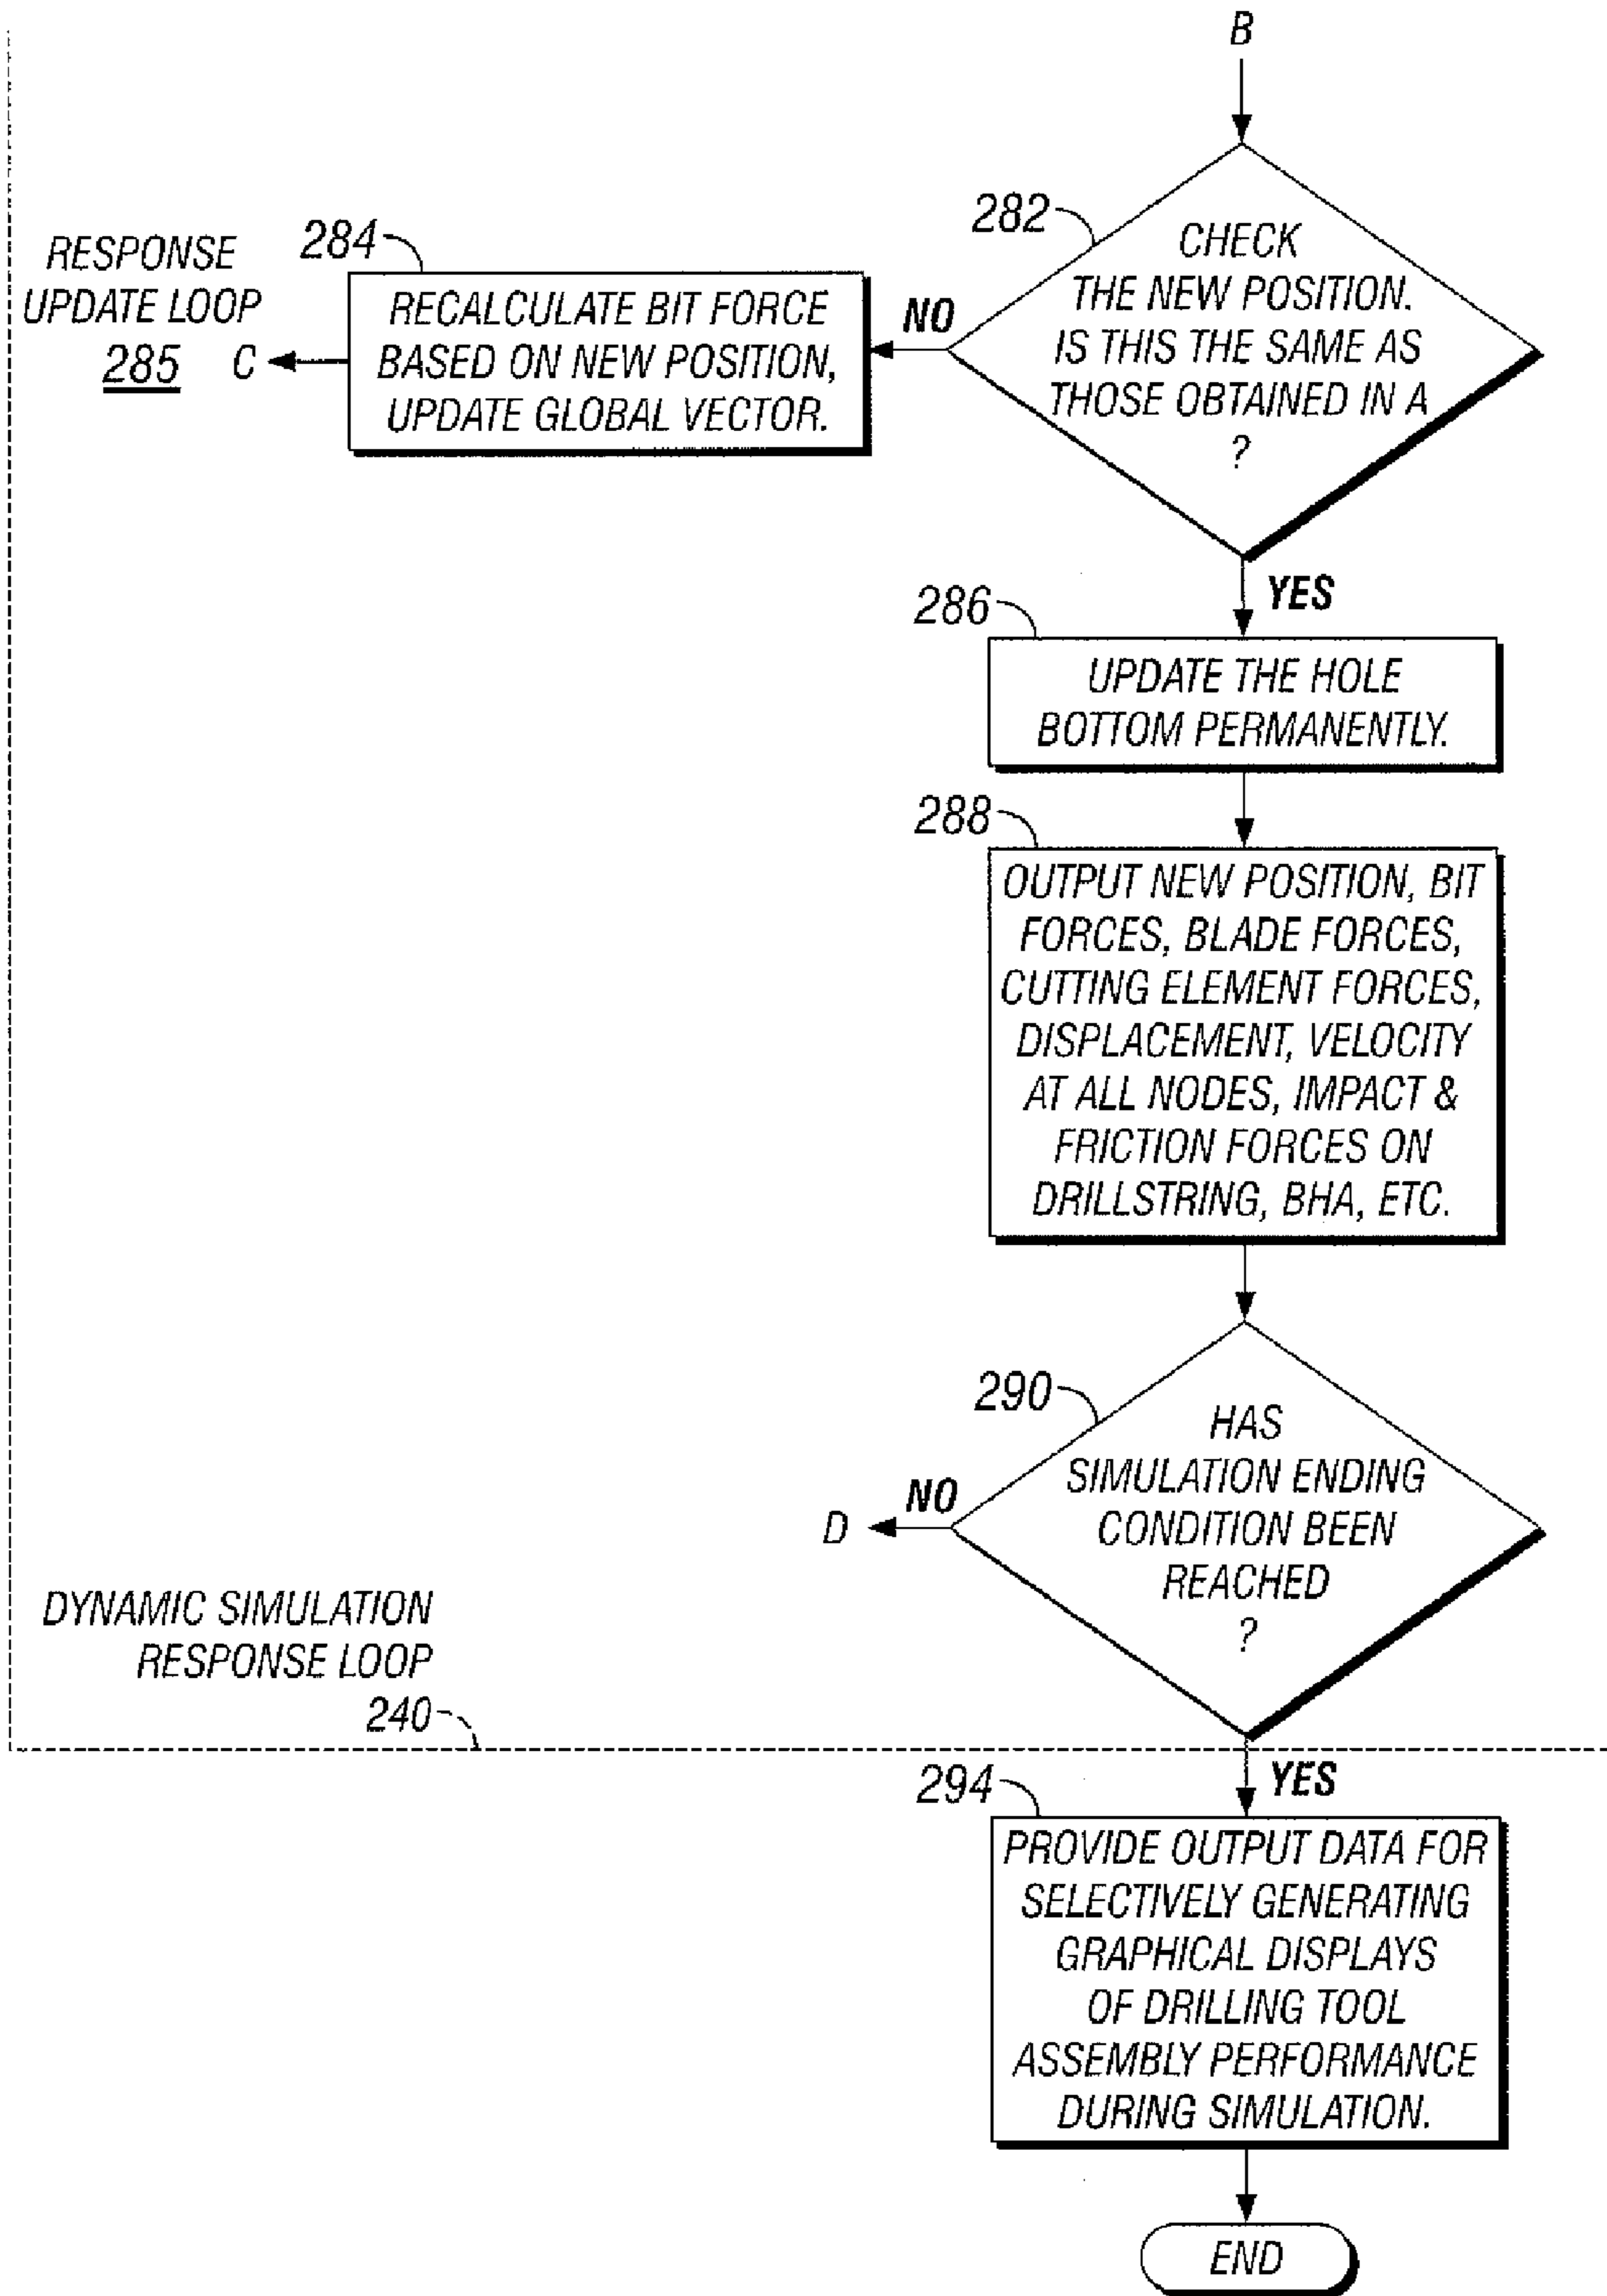 B
282
CHECK
THE NEW POSITION.
IS THIS THE SAME AS
THOSE OBTAINED IN A
?
NO
284
RECALCULATE BIT FORCE
BASED ON NEW POSITION,
UPDATE GLOBAL VECTOR.
C
RESPONSE
UPDATE LOOP
285
YES
286
UPDATE THE HOLE
BOTTOM PERMANENTLY.
288
OUTPUT NEW POSITION, BIT
FORCES, BLADE FORCES,
CUTTING ELEMENT FORCES,
DISPLACEMENT, VELOCITY
AT ALL NODES, IMPACT &
FRICTION FORCES ON
DRILLSTRING, BHA, ETC.
290
HAS
SIMULATION ENDING
CONDITION BEEN
REACHED
?
NO
D
DYNAMIC SIMULATION
RESPONSE LOOP
240
YES
294
PROVIDE OUTPUT DATA FOR
SELECTIVELY GENERATING
GRAPHICAL DISPLAYS
OF DRILLING TOOL
ASSEMBLY PERFORMANCE
DURING SIMULATION.
END